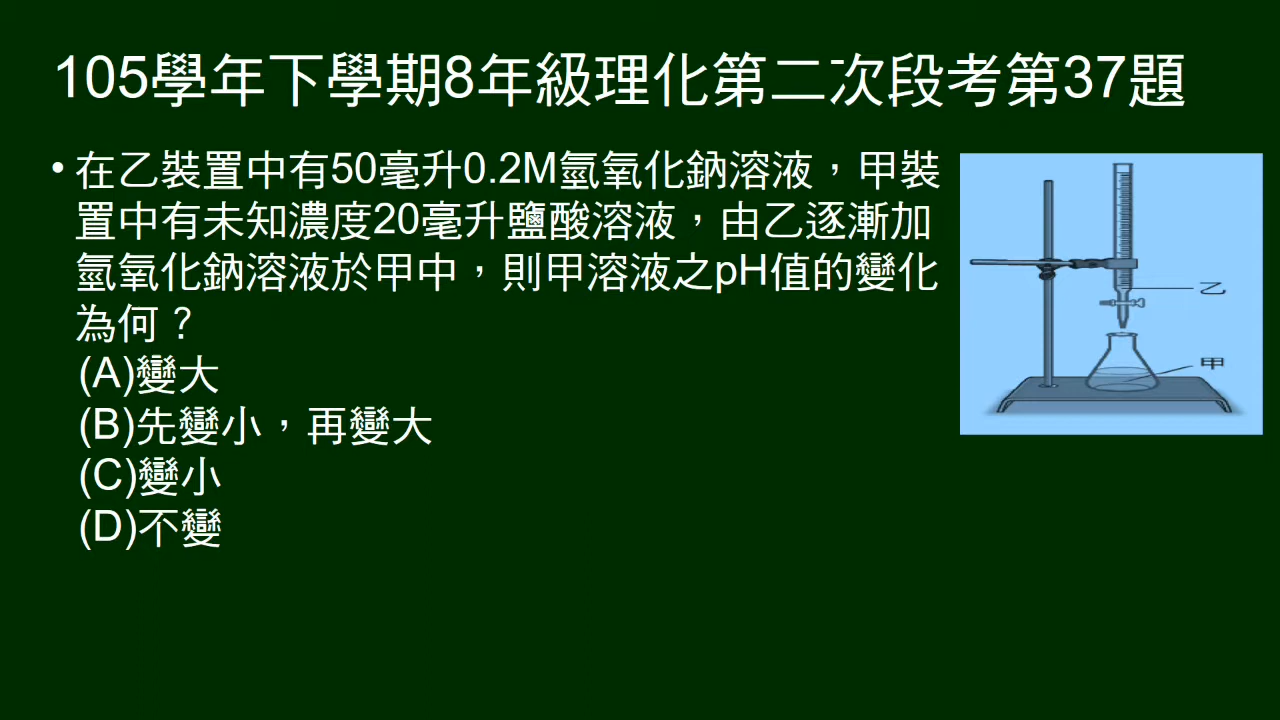 105學年下學期8年級理化第二次段考第37題
• 在乙裝置中有50毫升0.2M氫氧化鈉溶液，甲裝
置中有未知濃度20毫升鹽酸溶液，由乙逐漸加
氫氧化鈉溶液於甲中，則甲溶液之pH值的變化
為何？
(A)變大
(B)先變小，再變大
(C)變小
(D)不變
乙
甲